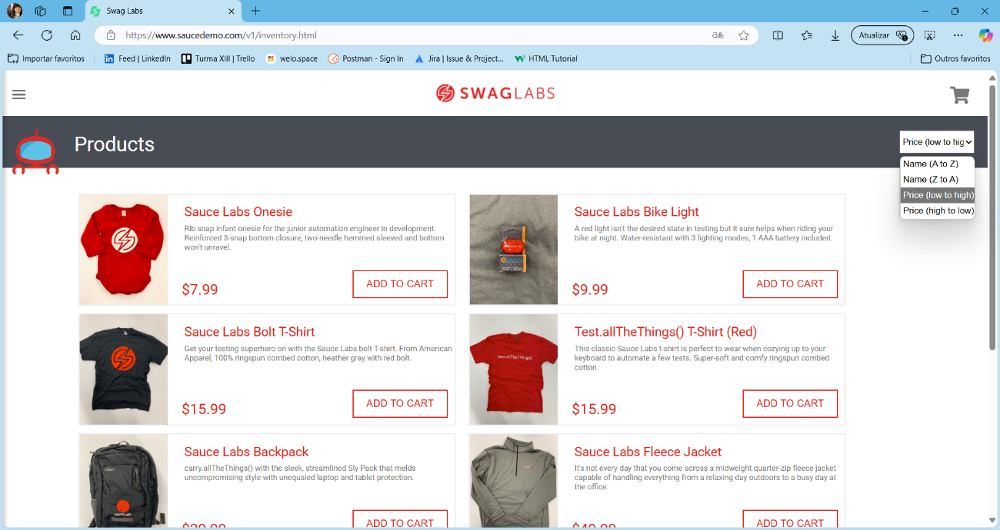 Swag Labs
https://www.saucedemo.com/v1/inventory.html
Atualizar
Importar favoritos
Feed | LinkedIn
Turma XIII | Trello
welo.space
Postman - Sign In
Jira | Issue & Project...
HTML Tutorial
Outros favoritos
SWAGLABS
Products
Price (low to hig
Name (A to Z)
Name (Z to A)
Price (low to high)
Price (high to low)
Sauce Labs Onesie
Rib snap infant onesie for the junior automation engineer in development.
Reinforced 3-snap bottom closure, two-needle hemmed sleeved and bottom
won't unravel.
$7.99
ADD TO CART
Sauce Labs Bike Light
A red light isn't the desired state in testing but it sure helps when riding your
bike at night. Water-resistant with 3 lighting modes, 1 AAA battery included.
$9.99
ADD TO CART
Sauce Labs Bolt T-Shirt
Get your testing superhero on with the Sauce Labs bolt T-shirt. From American
Apparel, 100% ringspun combed cotton, heather gray with red bolt.
$15.99
ADD TO CART
Test.allTheThings() T-Shirt (Red)
This classic Sauce Labs t-shirt is perfect to wear when cozying up to your
keyboard to automate a few tests. Super-soft and comfy ringspun combed
cotton.
test.allTheThings()
$15.99
ADD TO CART
Sauce Labs Backpack
carry.allTheThings() with the sleek, streamlined Sly Pack that melds
uncompromising style with unequaled laptop and tablet protection.
SAUCELABS
$29.99
ADD TO CART
Sauce Labs Fleece Jacket
It's not every day that you come across a midweight quarter-zip fleece jacket
capable of handling everything from a relaxing day outdoors to a busy day at
the office.
$49.99
ADD TO CART